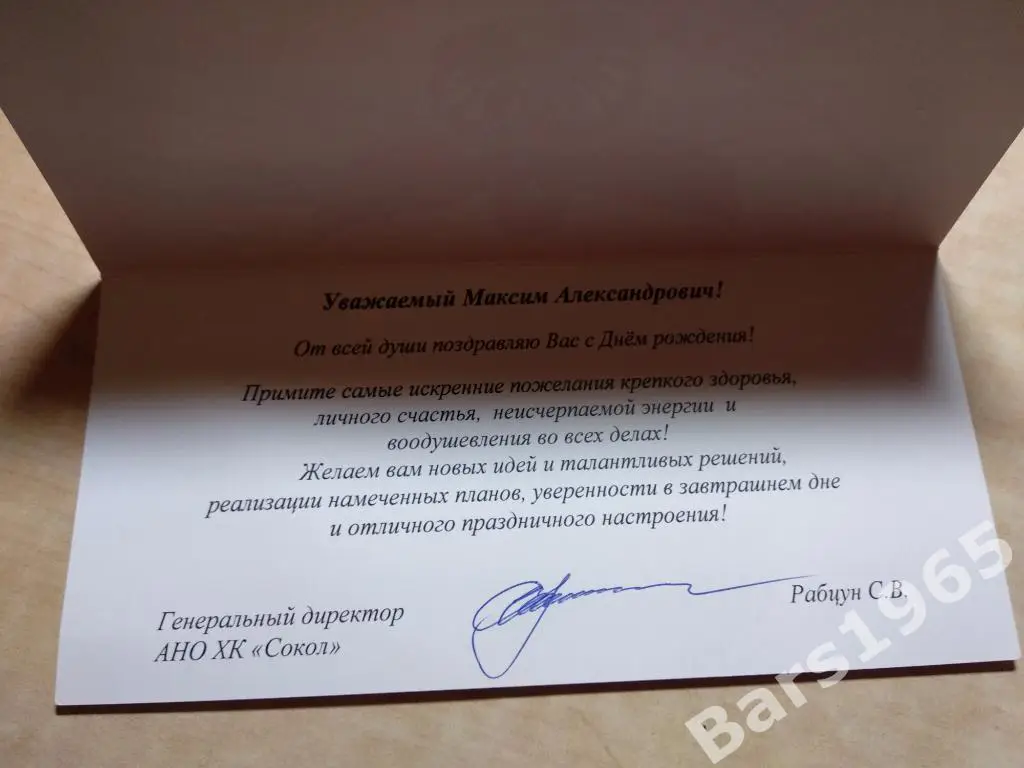 Уважаемый Максим Александрович!
От всей души поздравляю Вас с Днём рождения!
Примите самые искренние пожелания крепкого здоровья,
личного счастья, неисчерпаемой энергии и
воодушевления во всех делах!
Желаем вам новых идей и талантливых решений,
реализации намеченных планов, уверенности в завтрашнем дне
и отличного праздничного настроения!
Генеральный директор
АНО ХК «Сокол»
Рабцун С.В.
Bars1965